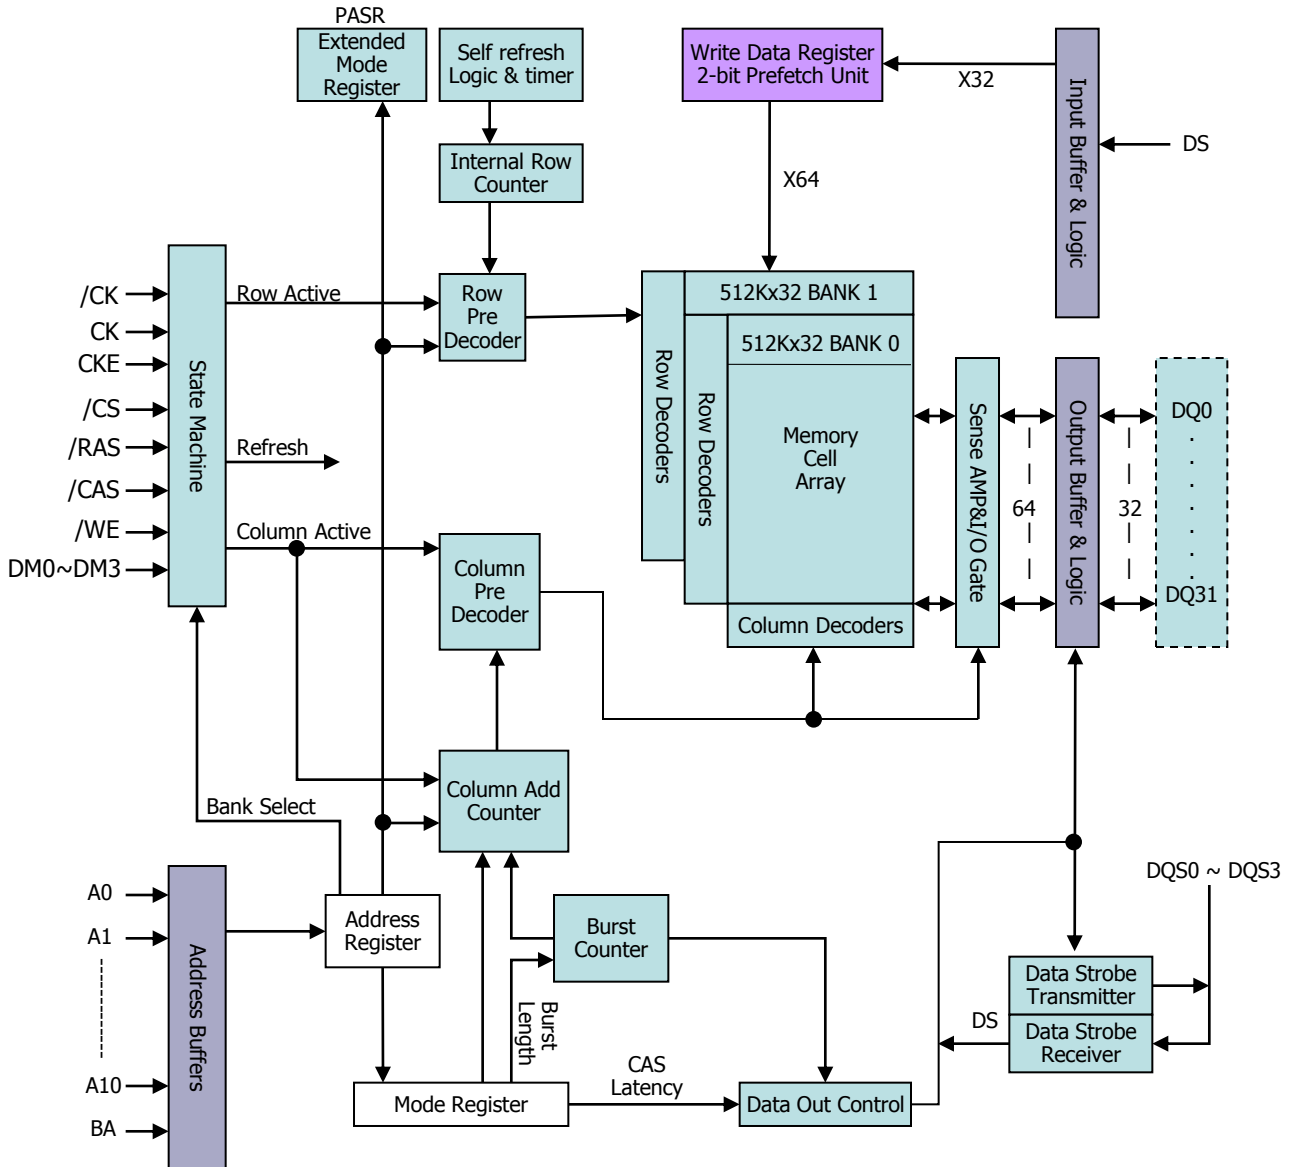 PASR
Extended
Mode
Register
Self refresh
Logic & timer
Write Data Register
2-bit Prefetch Unit
X32
Input Buffer & Logic
DS
Internal Row
Counter
X64
/CK
CK
CKE
/CS
/RAS
/CAS
/WE
DM0~DM3
State Machine
Row Active
Refresh
Column Active
Row
Pre
Decoder
Row Decoders
512Kx32 BANK 1
Row Decoders
512Kx32 BANK 0
Memory
Cell
Array
Column Decoders
Sense AMP&I/O Gate
64
Output Buffer & Logic
32
DQ0
.
.
.
.
.
.
.
DQ31
Column
Pre
Decoder
Column Add
Counter
Bank Select
A0
A1
A10
BA
Address Buffers
Address
Register
Burst
Counter
Burst
Length
CAS
Latency
Mode Register
Data Out Control
DQS0 ~ DQS3
Data Strobe
Transmitter
DS
Data Strobe
Receiver